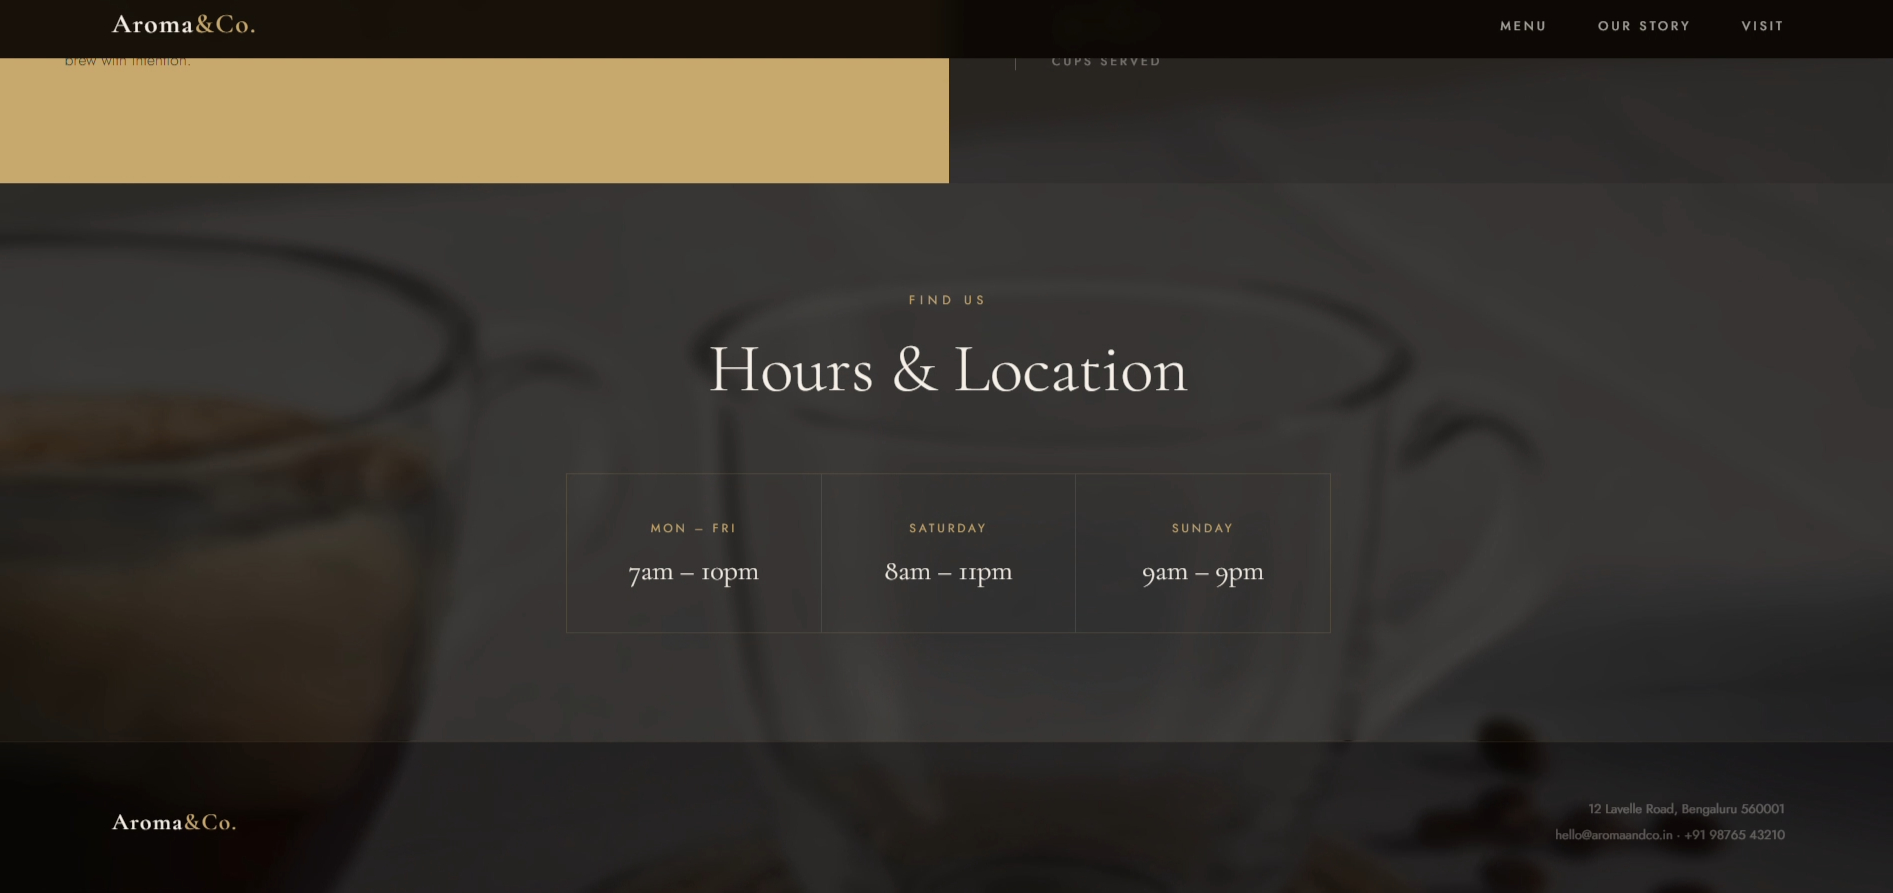 Aroma&Co.
MENU
OUR STORY
VISIT
brew with intention.
CUPS SERVED
FIND US
Hours & Location
MON – FRI
7am – 10pm
SATURDAY
8am – 11pm
SUNDAY
9am – 9pm
Aroma&Co.
12 Lavelle Road, Bengaluru 560001
hello@aromaandco.in · +91 98765 43210